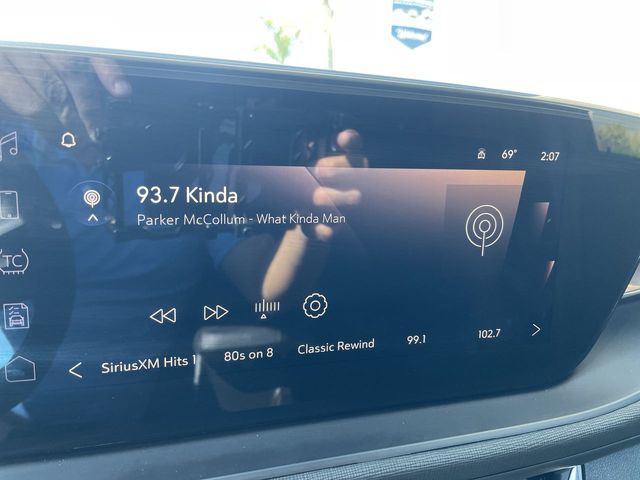 69° 2:07
93.7 Kinda
Parker McCollum - What Kinda Man
TC
SiriusXM Hits 1 80s on 8 Classic Rewind 99.1 102.7